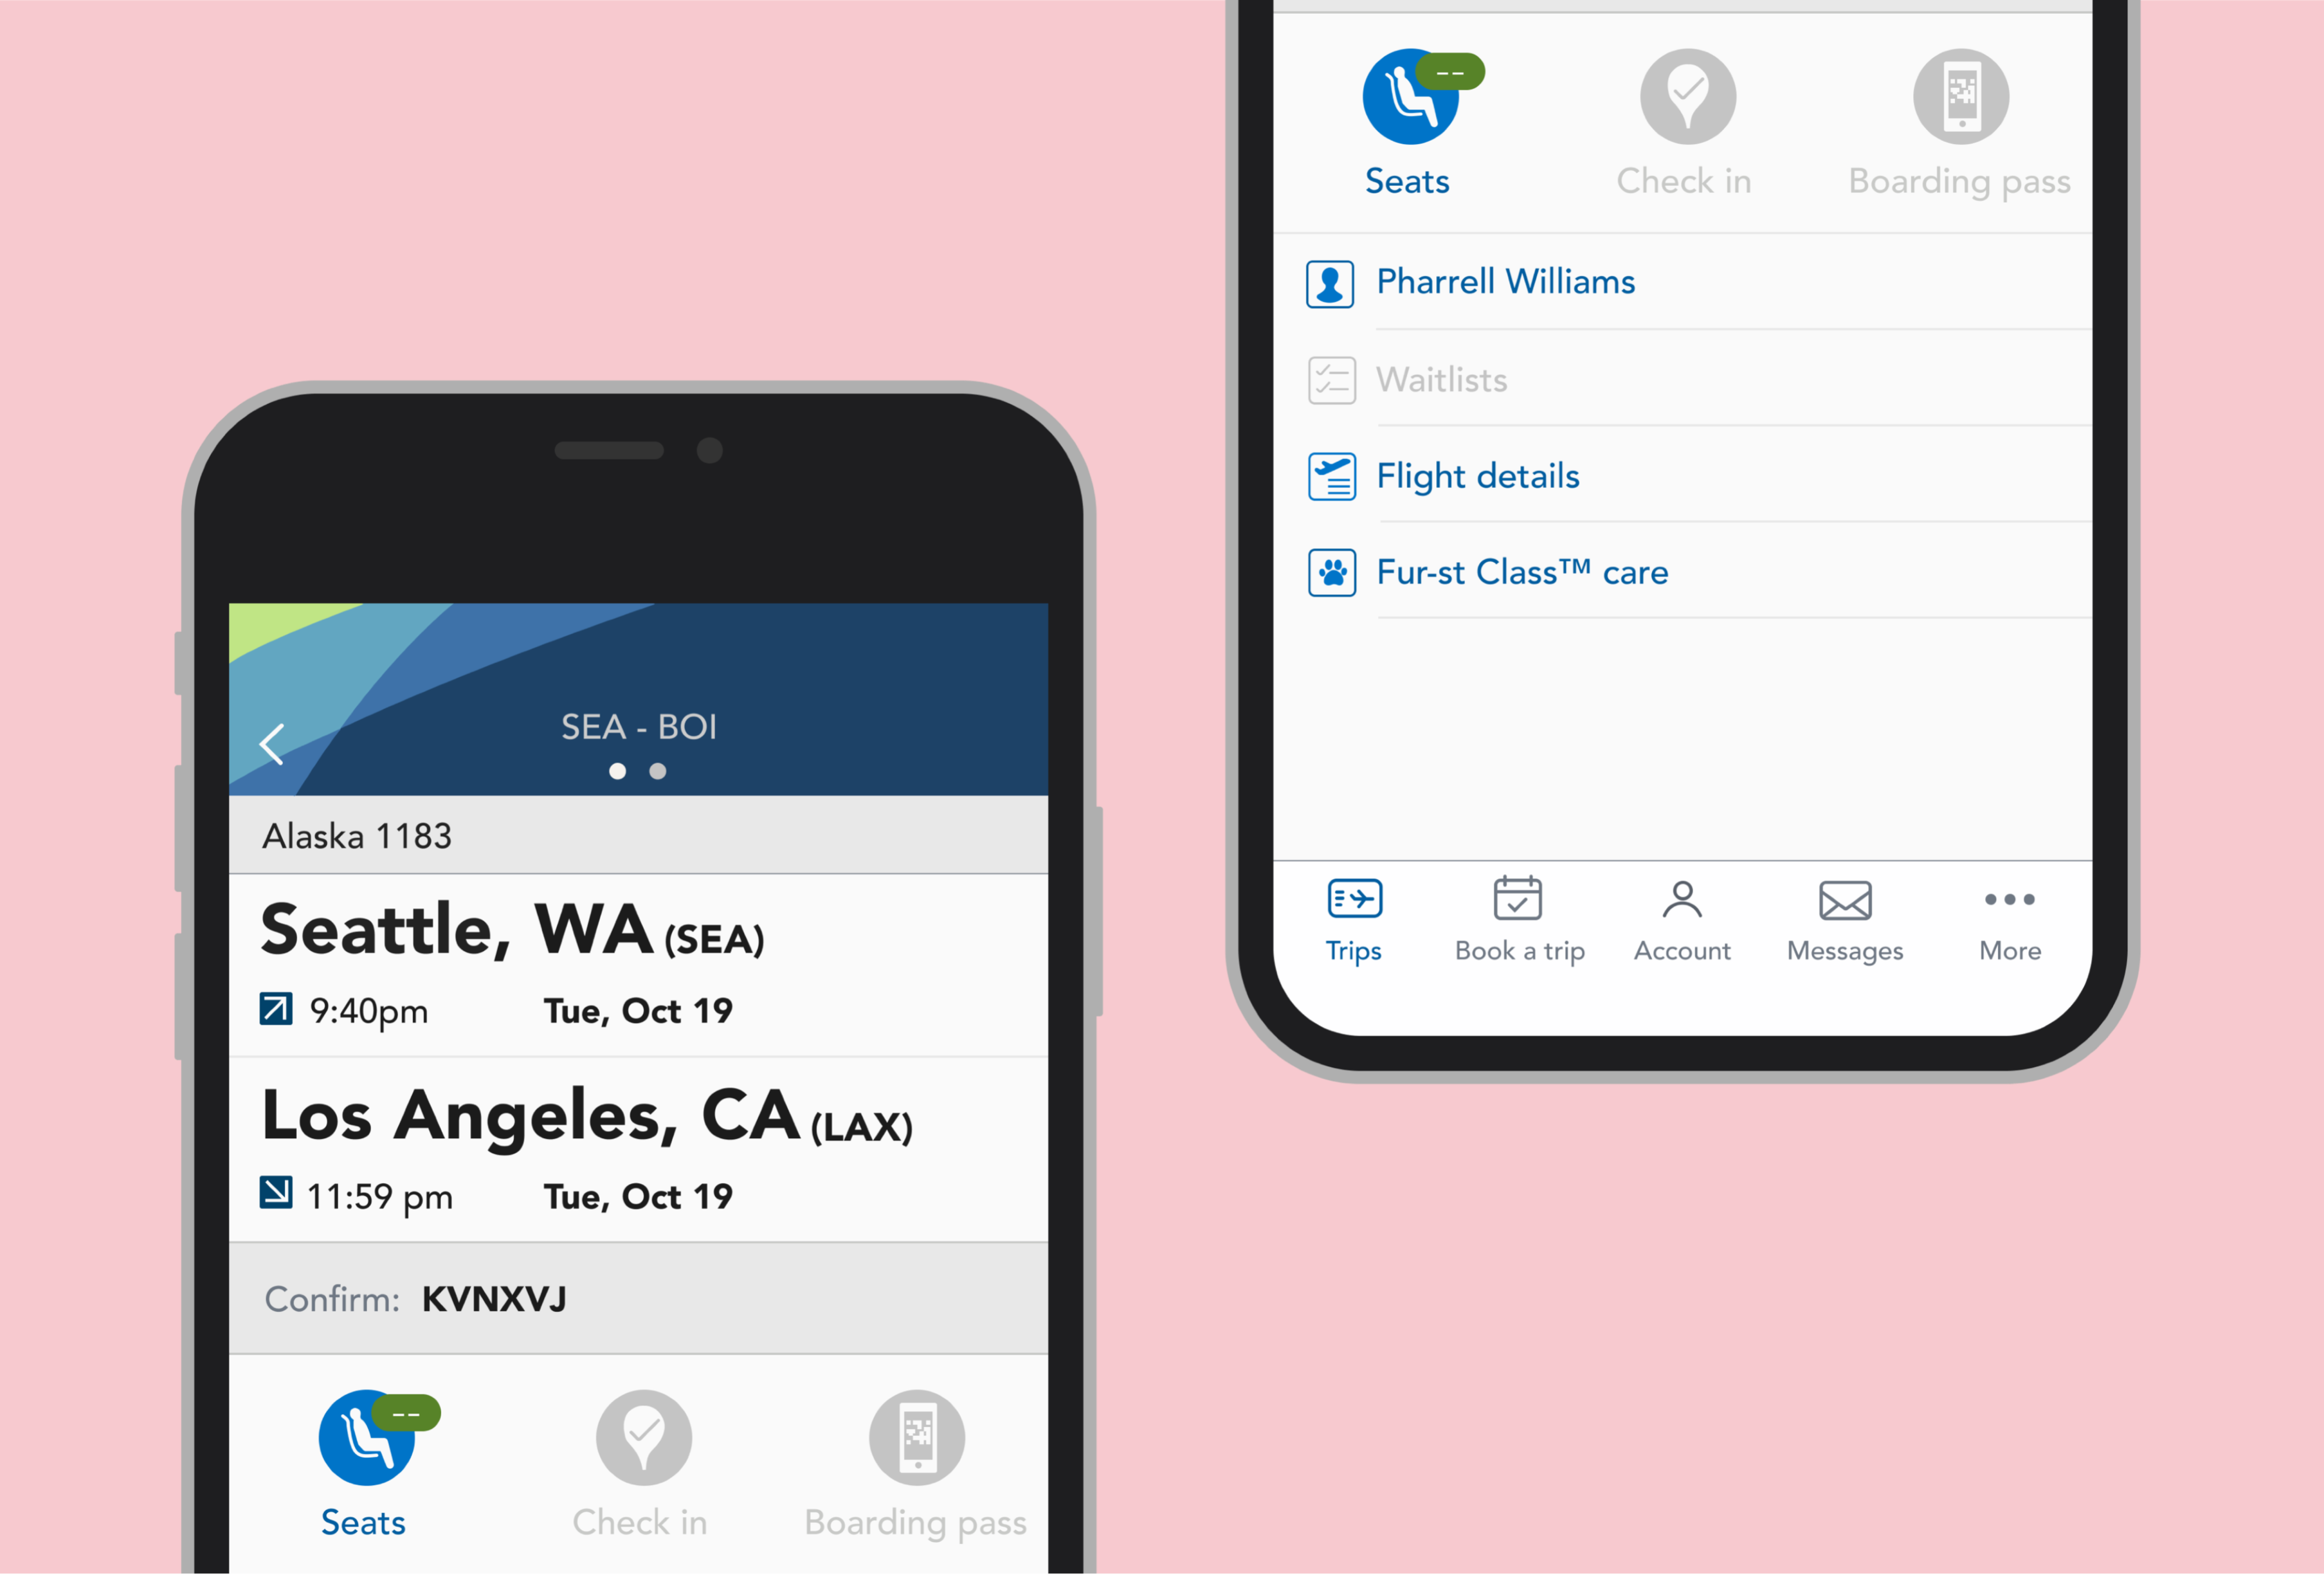 SEA - BOI
Alaska 1183
Seattle, WA (SEA)
9:40pm Tue, Oct 19
Los Angeles, CA (LAX)
11:59 pm Tue, Oct 19
Confirm: KVNXVJ
--
Seats Check in Boarding pass
--
Seats Check in Boarding pass
Pharrell Williams
Waitlists
Flight details
Fur-st Class™ care
Trips Book a trip Account Messages More